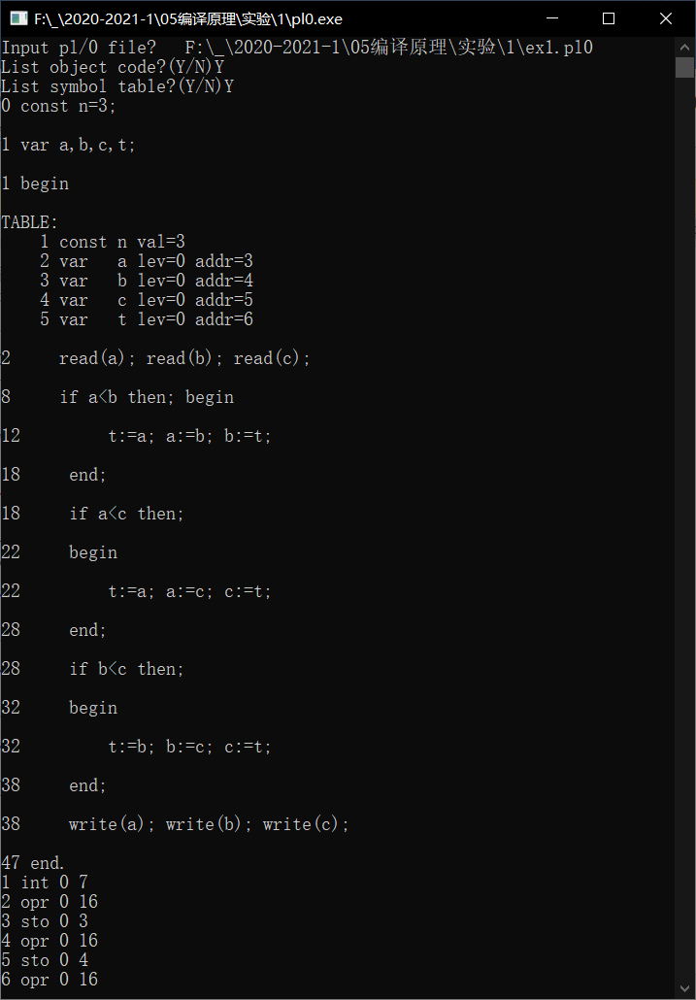 F:\_\2020-2021-1\05编译原理\实验\1\pl0.exe
Input pl/0 file?   F:\_\2020-2021-1\05编译原理\实验\1\ex1.pl0
List object code?(Y/N)Y
List symbol table?(Y/N)Y
0 const n=3;
1 var a,b,c,t;
1 begin
TABLE:
    1 const n val=3
    2 var   a lev=0 addr=3
    3 var   b lev=0 addr=4
    4 var   c lev=0 addr=5
    5 var   t lev=0 addr=6
2     read(a); read(b); read(c);
8     if a<b then; begin
12         t:=a; a:=b; b:=t;
18     end;
18     if a<c then;
22     begin
22         t:=a; a:=c; c:=t;
28     end;
28     if b<c then;
32     begin
32         t:=b; b:=c; c:=t;
38     end;
38     write(a); write(b); write(c);
47 end.
1 int 0 7
2 opr 0 16
3 sto 0 3
4 opr 0 16
5 sto 0 4
6 opr 0 16